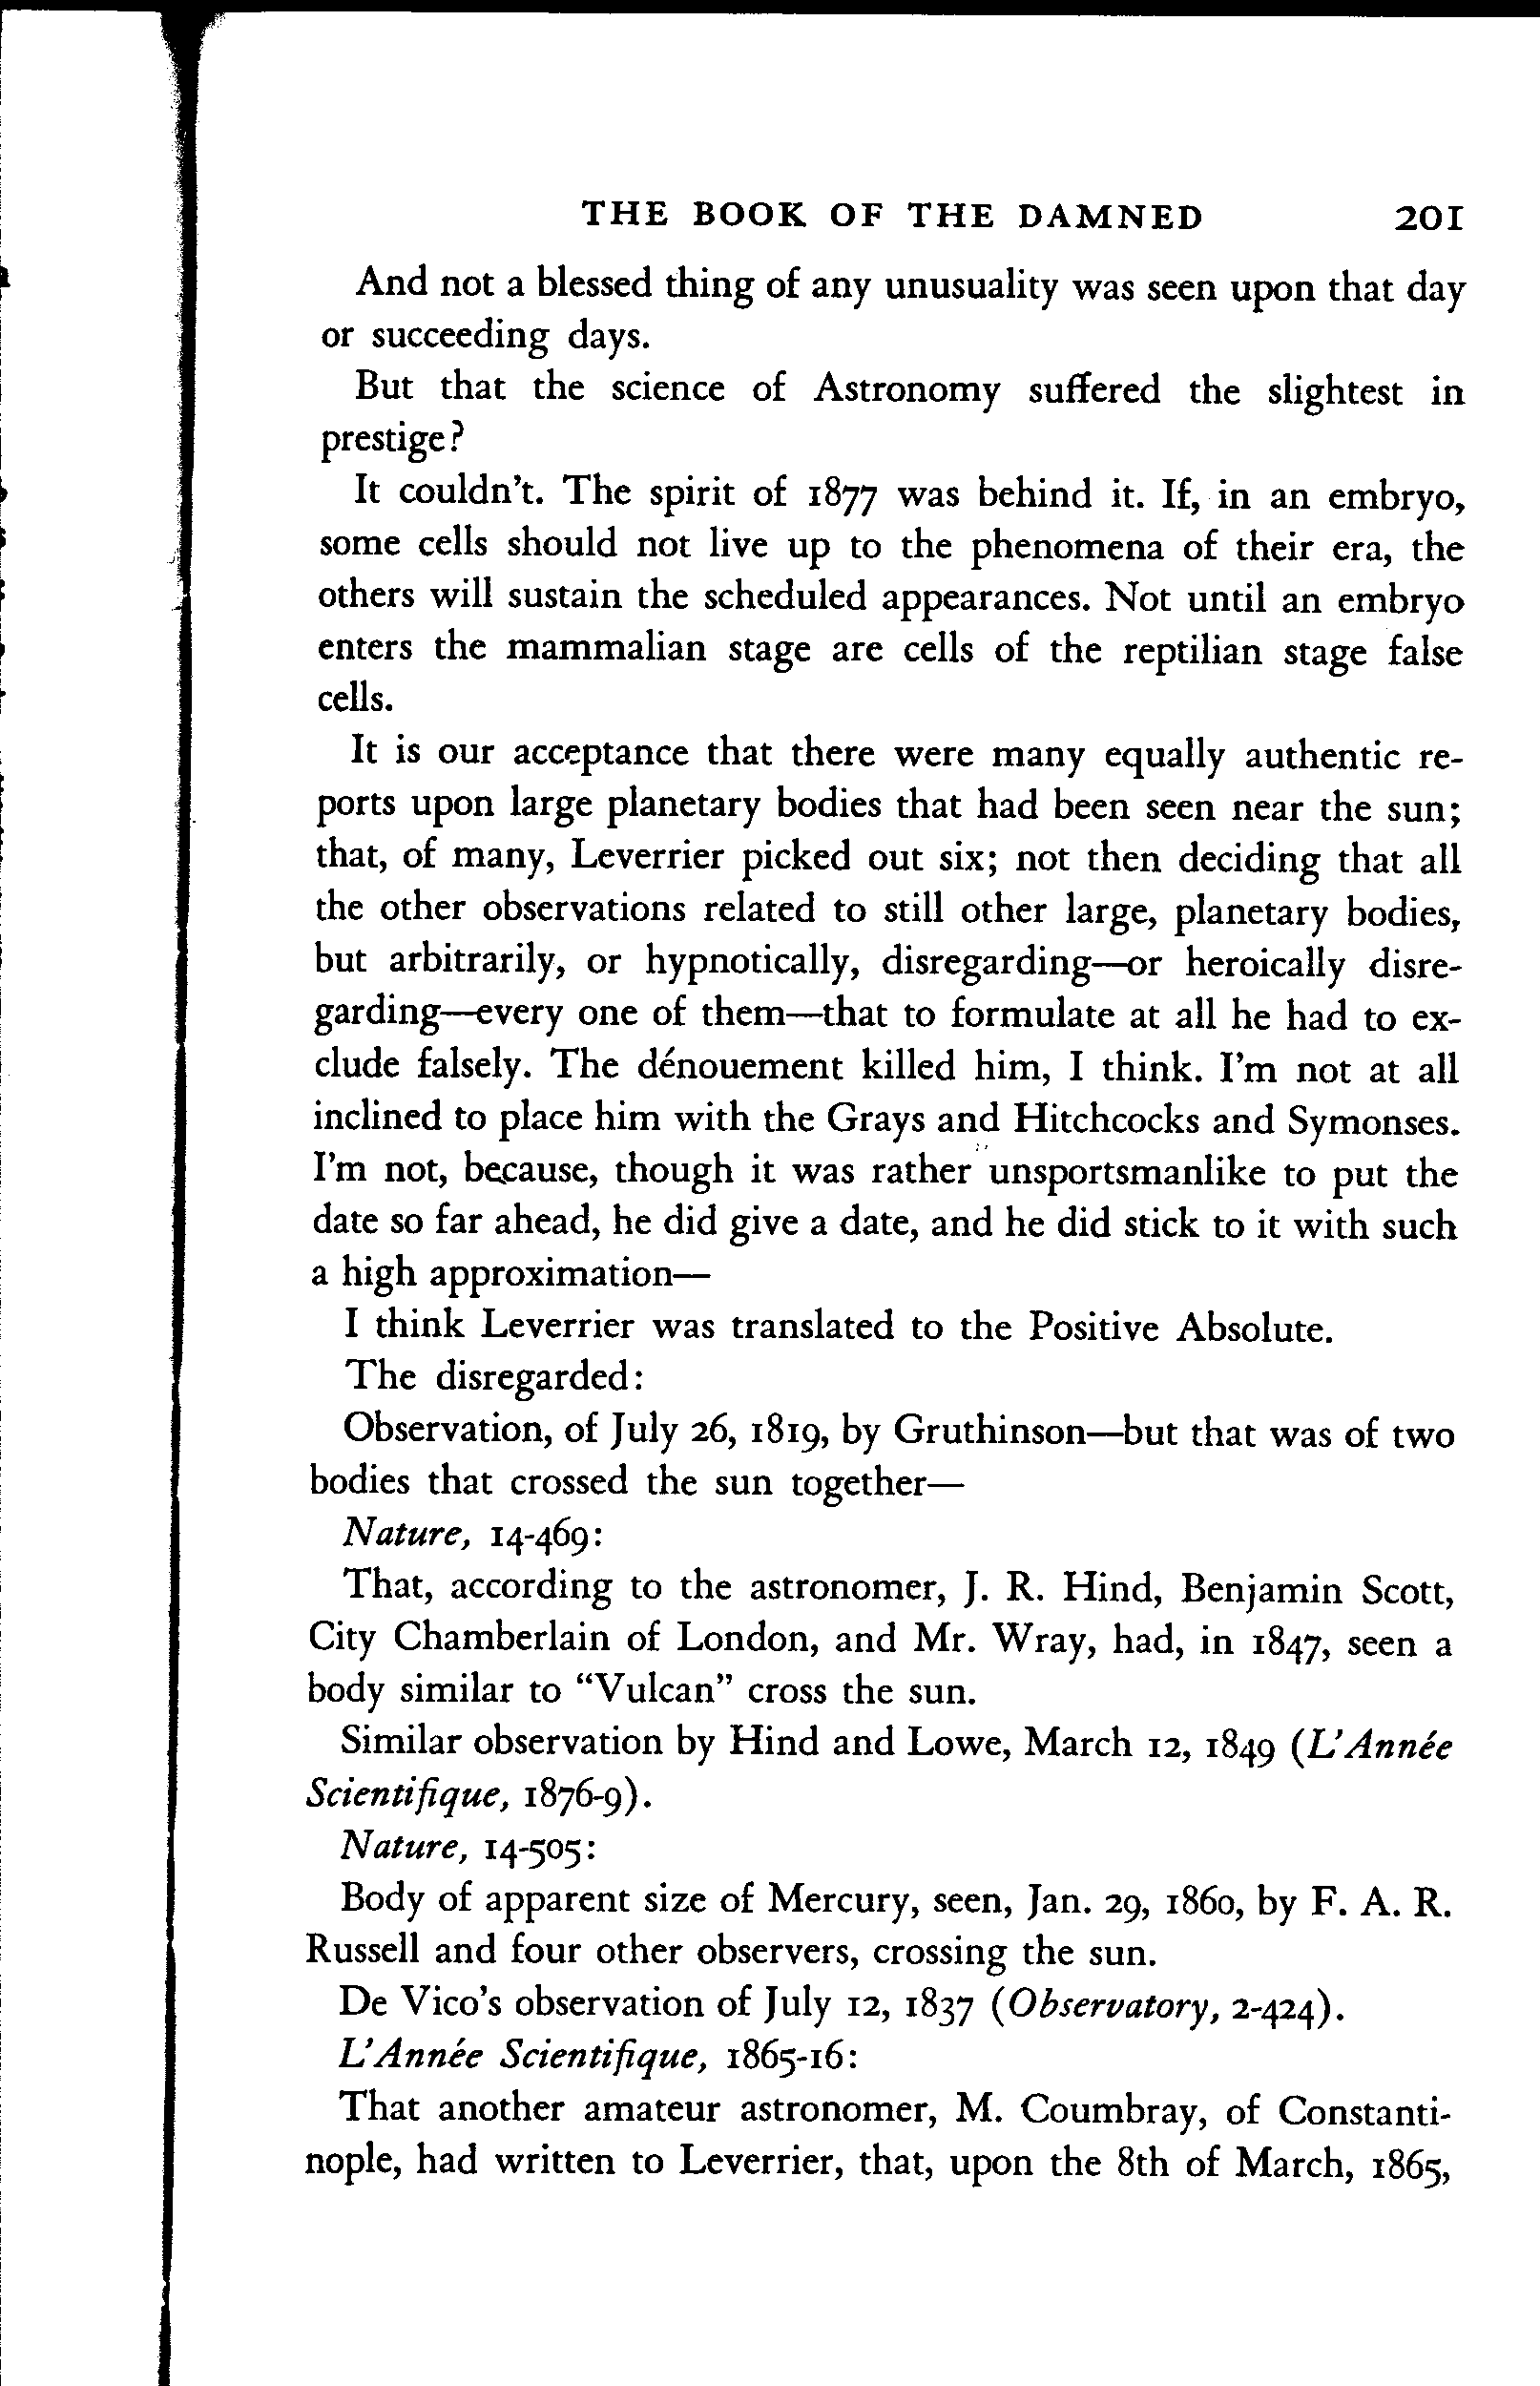 THE BOOK OF THE DAMNED 201
And not a blessed thing of any unusuality was seen upon that day
or succeeding days.
But that the science of Astronomy suffered the slightest in
prestige?
It couldn't. The spirit of 1877 was behind it. If, in an embryo,
some cells should not live up to the phenomena of their era, the
others will sustain the scheduled appearances. Not until an embryo
enters the mammalian stage are cells of the reptilian stage false
cells.
It is our acceptance that there were many equally authentic re-
ports upon large planetary bodies that had been seen near the sun;
that, of many, Leverrier picked out six; not then deciding that all
the other observations related to still other large, planetary bodies,
but arbitrarily, or hypnotically, disregarding—or heroically disre-
garding—every one of them—that to formulate at all he had to ex-
clude falsely. The dénouement killed him, I think. I'm not at all
inclined to place him with the Grays and Hitchcocks and Symonses.
I'm not, because, though it was rather unsportsmanlike to put the
date so far ahead, he did give a date, and he did stick to it with such
a high approximation—
I think Leverrier was translated to the Positive Absolute.
The disregarded:
Observation, of July 26, 1819, by Gruthinson—but that was of two
bodies that crossed the sun together—
Nature, 14-469:
That, according to the astronomer, J. R. Hind, Benjamin Scott,
City Chamberlain of London, and Mr. Wray, had, in 1847, seen a
body similar to "Vulcan" cross the sun.
Similar observation by Hind and Lowe, March 12, 1849 (L'Année
Scientifique, 1876-9).
Nature, 14-505:
Body of apparent size of Mercury, seen, Jan. 29, 1860, by F. A. R.
Russell and four other observers, crossing the sun.
De Vico's observation of July 12, 1837 (Observatory, 2-424).
L'Année Scientifique, 1865-16:
That another amateur astronomer, M. Coumbray, of Constanti-
nople, had written to Leverrier, that, upon the 8th of March, 1865,